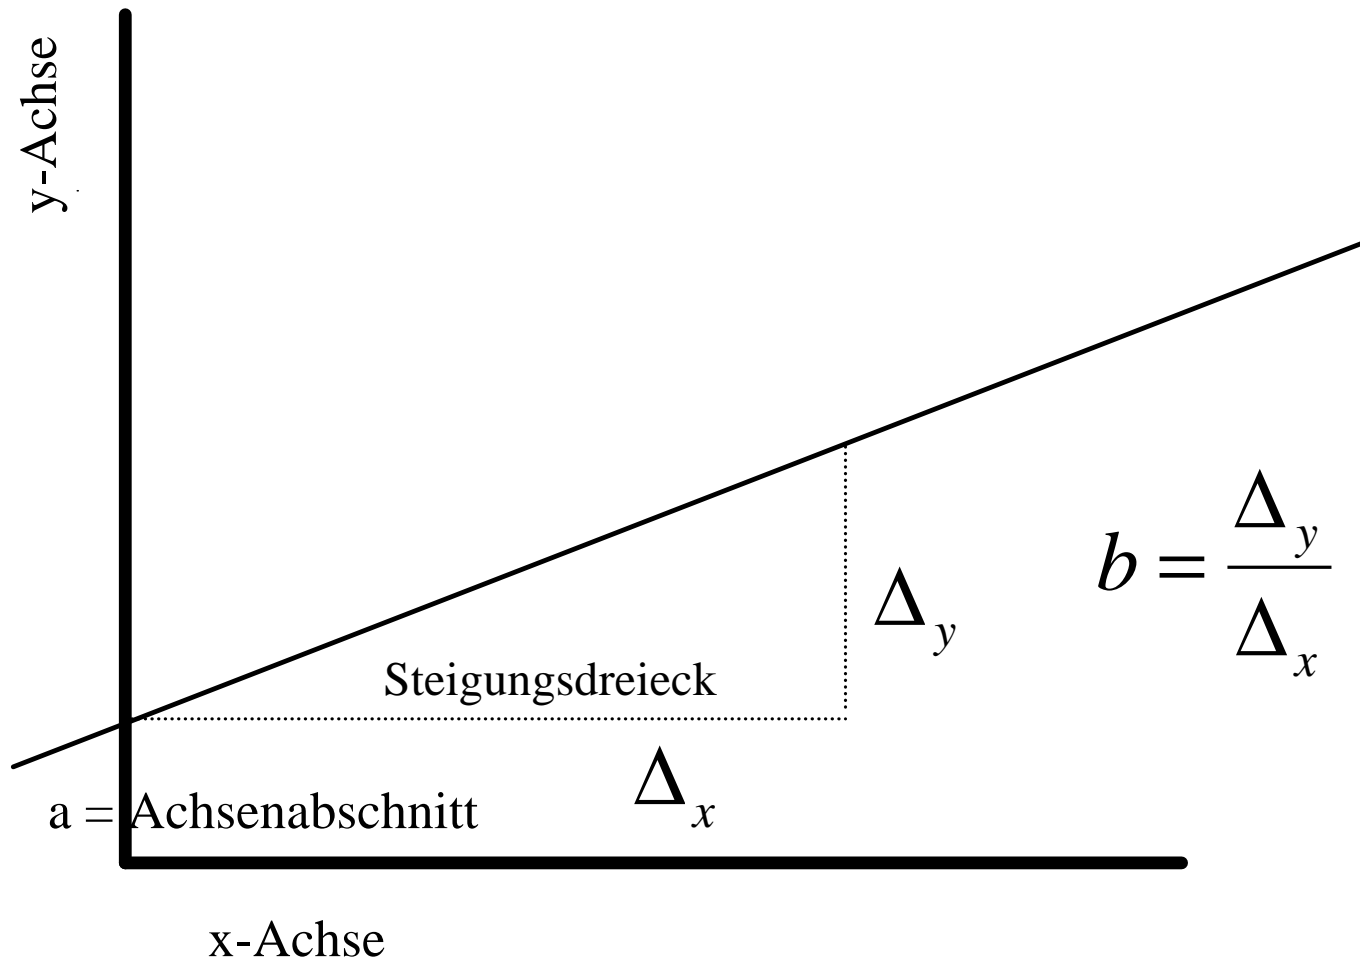 y-Achse
b = Δy / Δx
Δy
Steigungsdreieck
Δx
a = Achsenabschnitt
x-Achse